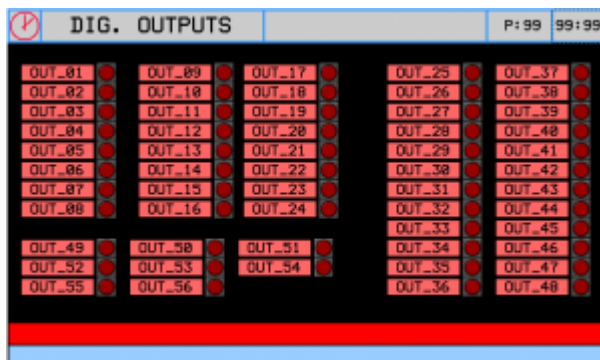 DIG. OUTPUTS P:99 99:99
OUT_01 OUT_09 OUT_17 OUT_25 OUT_37
OUT_02 OUT_10 OUT_18 OUT_26 OUT_38
OUT_03 OUT_11 OUT_19 OUT_27 OUT_39
OUT_04 OUT_12 OUT_20 OUT_28 OUT_40
OUT_05 OUT_13 OUT_21 OUT_29 OUT_41
OUT_06 OUT_14 OUT_22 OUT_30 OUT_42
OUT_07 OUT_15 OUT_23 OUT_31 OUT_43
OUT_08 OUT_16 OUT_24 OUT_32 OUT_44
OUT_33 OUT_45
OUT_49 OUT_50 OUT_51 OUT_34 OUT_46
OUT_52 OUT_53 OUT_54 OUT_35 OUT_47
OUT_55 OUT_56 OUT_36 OUT_48